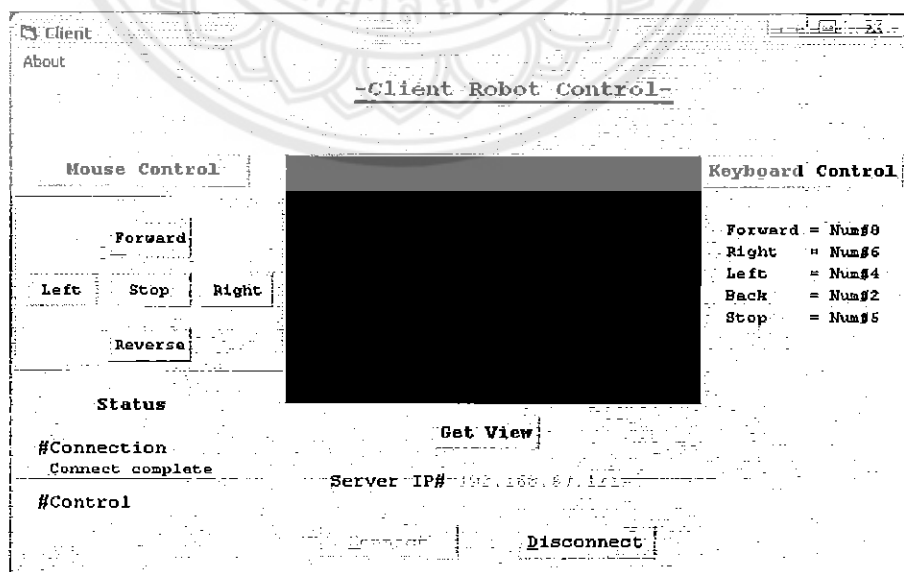 Client
About
-Client Robot Control-
Mouse Control
Keyboard Control
Forward
Left Stop Right
Reverse
Forward = Num#8
Right = Num#6
Left = Num#4
Back = Num#2
Stop = Num#5
Status
#Connection
Connect complete
#Control
Get View
Server IP#
Disconnect